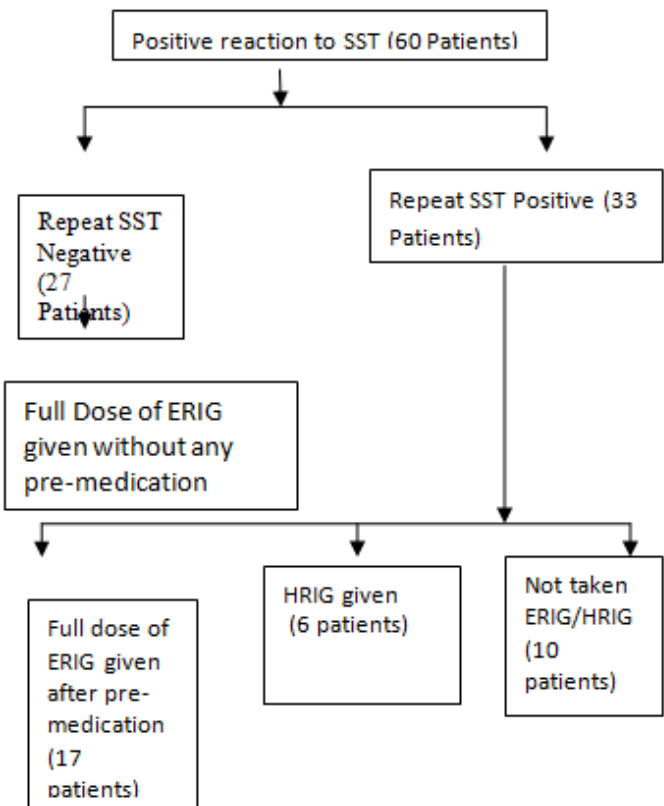 Positive reaction to SST (60 Patients)
Repeat SST
Negative
(27
Patients)
Repeat SST Positive (33
Patients)
Full Dose of ERIG
given without any
pre-medication
Full dose of
ERIG given
after pre-
medication
(17
patients)
HRIG given
(6 patients)
Not taken
ERIG/HRIG
(10
patients)